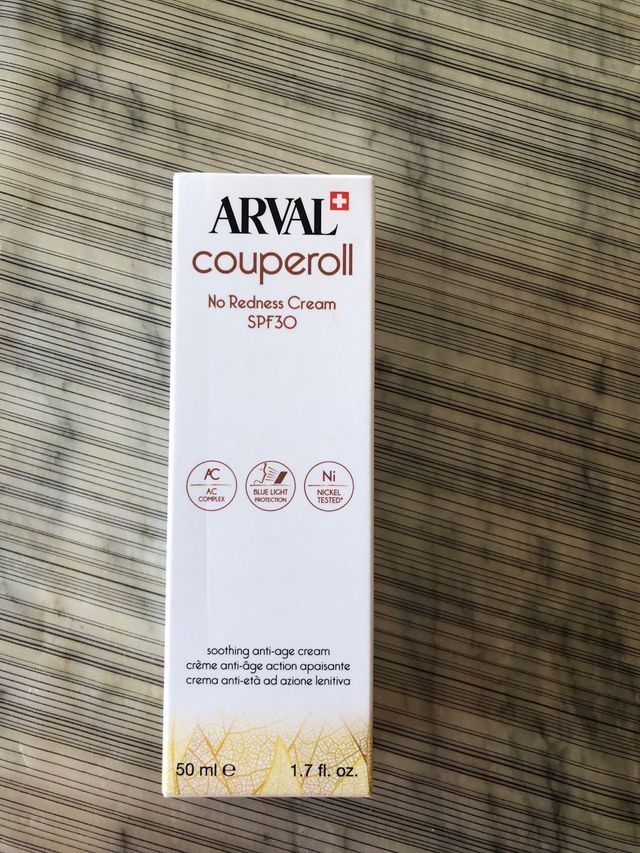 ARVAL
couperoll
No Redness Cream
SPF30
AC
AC
COMPLEX
BLUE LIGHT
PROTECTION
Ni
NICKEL
TESTED*
soothing anti-age cream
crème anti-âge action apaisante
crema anti-età ad azione lenitiva
50 ml ℮ 1.7 fl. oz.